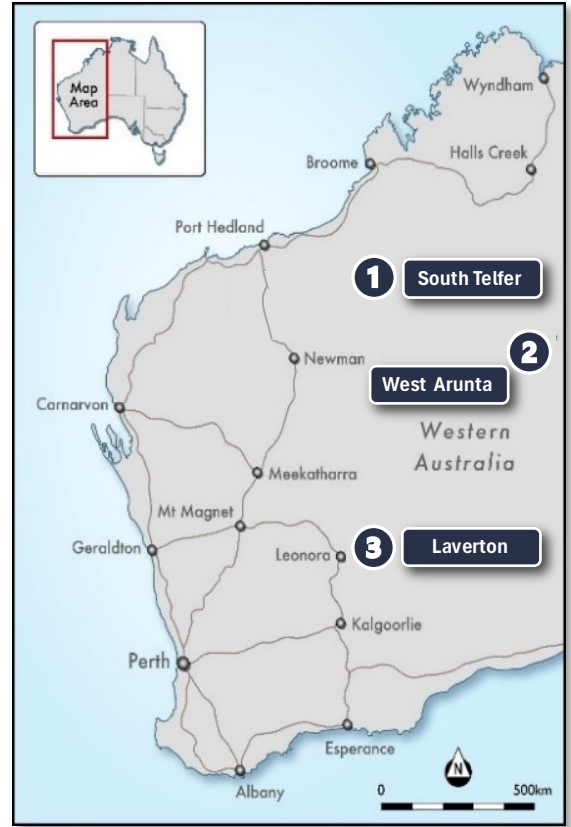 Map
Area
Wyndham
Halls Creek
Broome
Port Hedland
1
South Telfer
2
Newman
West Arunta
Carnarvon
Western
Australia
Meekatharra
Mt Magnet
Geraldton
Leonora
3
Laverton
Kalgoorlie
Perth
Esperance
N
0
500km
Albany